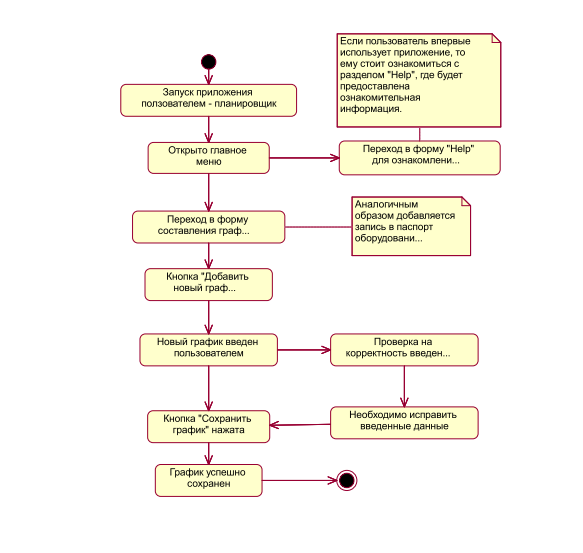 Если пользователь впервые
использует приложение, то
ему стоит ознакомиться с
разделом "Help", где будет
предоставлена
ознакомительная
информация.
Запуск приложения
ползователем - планировщик
Открыто главное
меню
Переход в форму "Help"
для ознакомлени...
Переход в форму
составления граф...
Аналогичным
образом добавляется
запись в паспорт
оборудовани...
Кнопка "Добавить
новый граф...
Новый график введен
пользователем
Проверка на
корректность введен...
Кнопка "Сохранить
график" нажата
Необходимо исправить
введенные данные
График успешно
сохранен